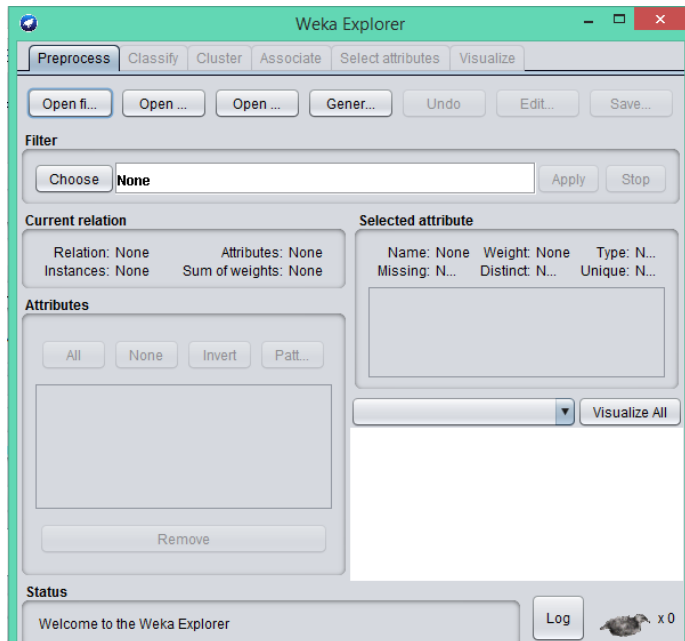 Weka Explorer
Preprocess Classify Cluster Associate Select attributes Visualize
Open fi... Open ... Open ... Gener... Undo Edit... Save...
Filter
Choose None Apply Stop
Current relation
Relation: None Attributes: None
Instances: None Sum of weights: None
Selected attribute
Name: None Weight: None Type: N...
Missing: N... Distinct: N... Unique: N...
Attributes
All None Invert Patt...
Remove
Visualize All
Status
Welcome to the Weka Explorer
Log x 0